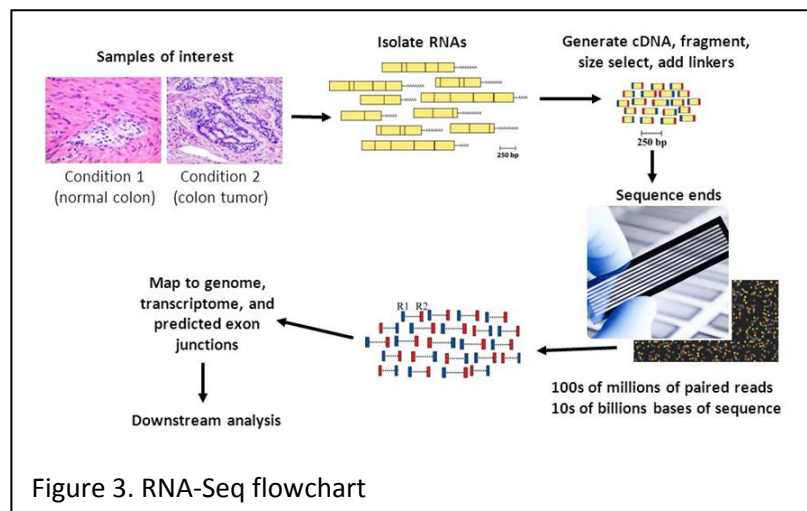 Samples of interest
Condition 1
(normal colon)
Condition 2
(colon tumor)
Isolate RNAs
250 bp
Generate cDNA, fragment,
size select, add linkers
250 bp
Sequence ends
100s of millions of paired reads
10s of billions bases of sequence
R1 R2
Map to genome,
transcriptome, and
predicted exon
junctions
Downstream analysis
Figure 3. RNA-Seq flowchart